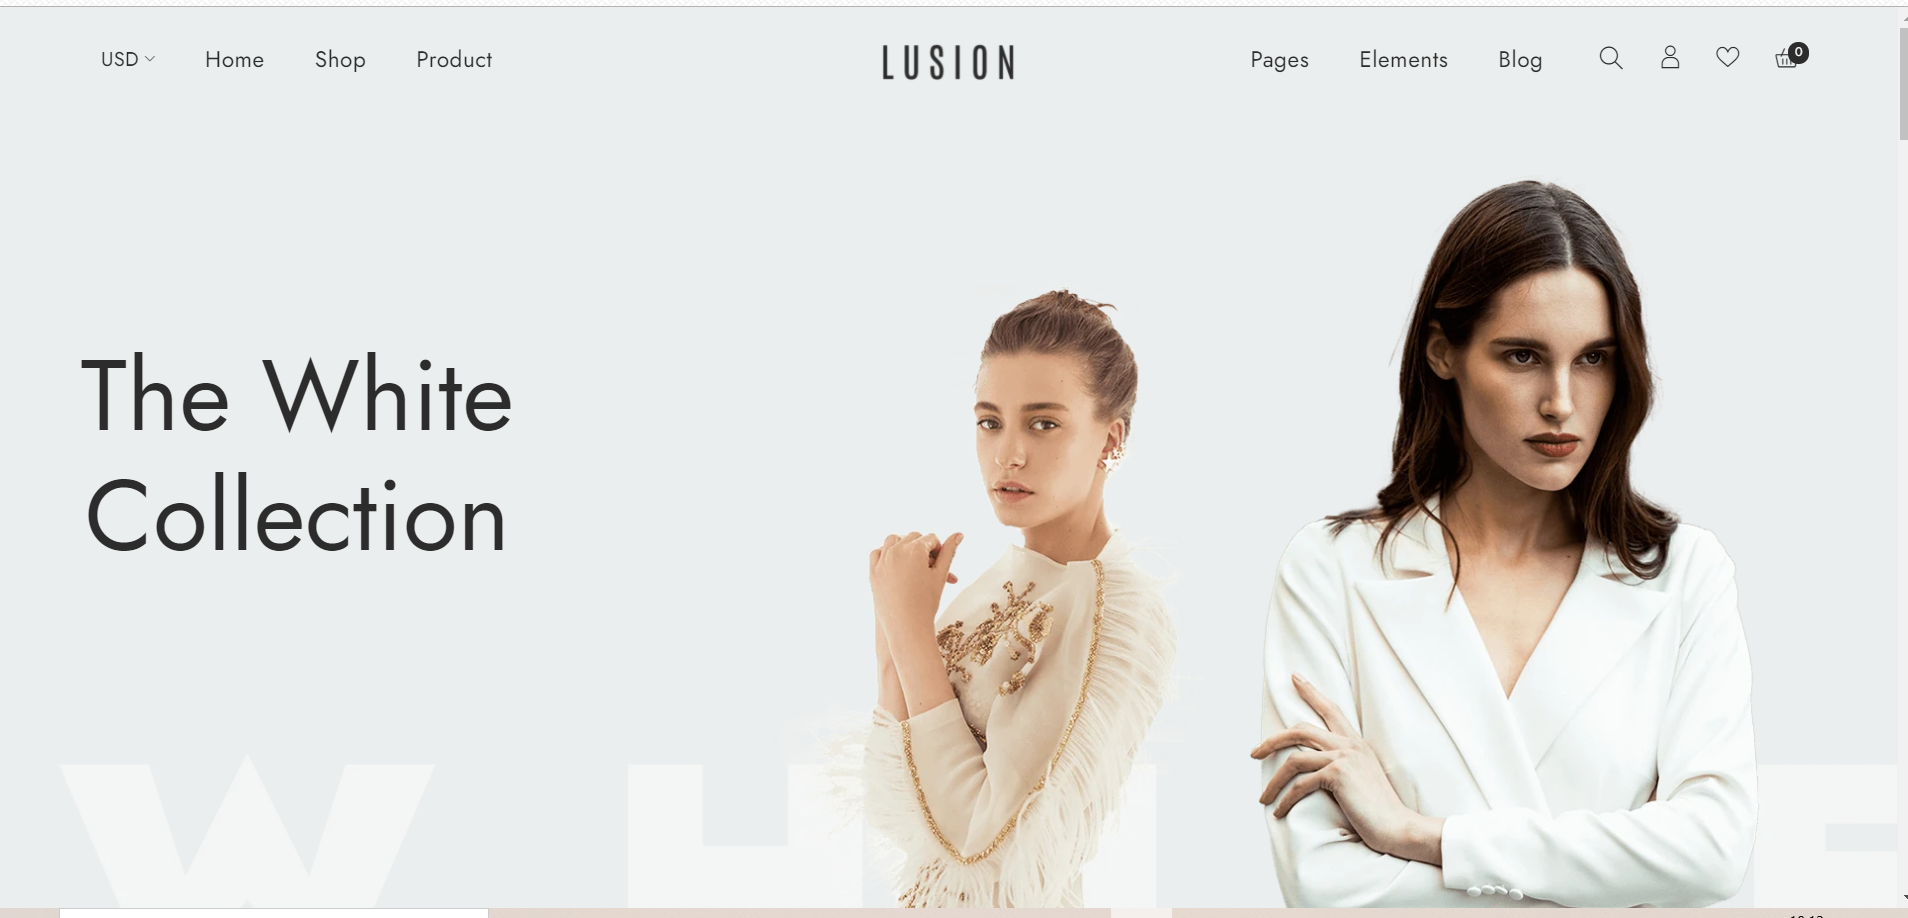 USD Home Shop Product LUSION Pages Elements Blog 0
The White
Collection
W H E